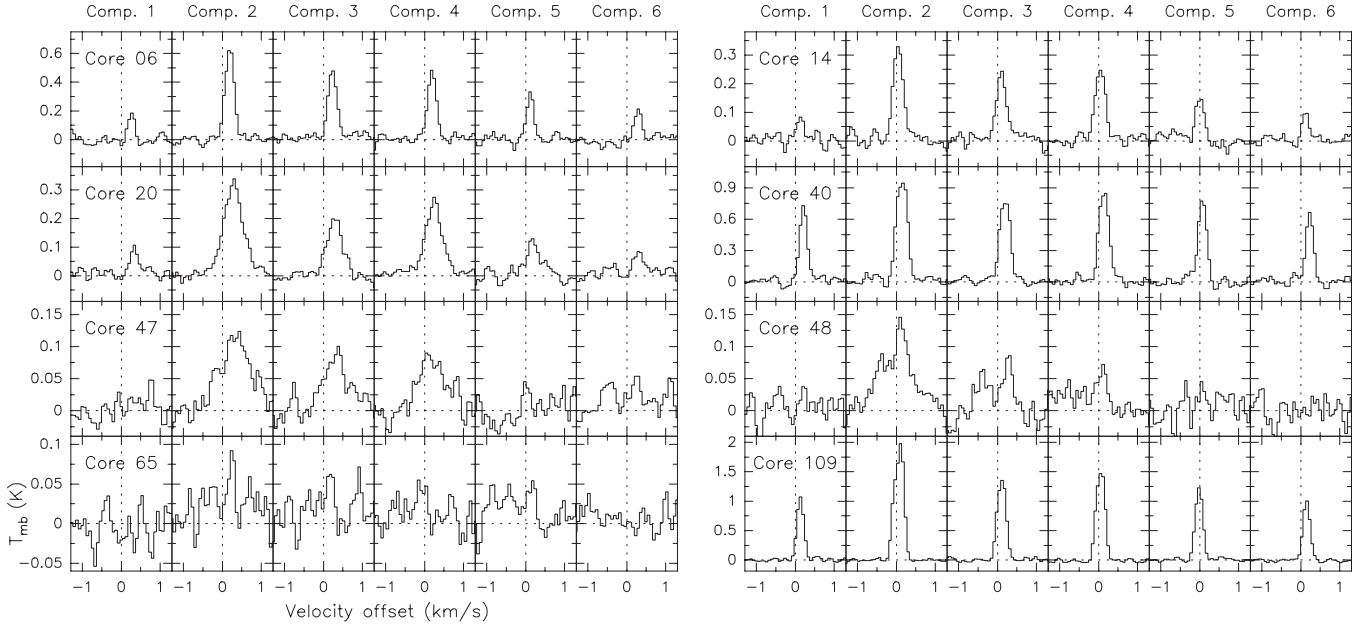 Comp. 1 Comp. 2 Comp. 3 Comp. 4 Comp. 5 Comp. 6 Comp. 1 Comp. 2 Comp. 3 Comp. 4 Comp. 5 Comp. 6
0.6 Core 06 0.3 Core 14
0.4 0.2
0.2 0.1
0 0
0.3 Core 20 0.9 Core 40
0.2 0.6
0.1 0.3
0 0
0.15 Core 47 0.15 Core 48
0.1 0.1
0.05 0.05
0 0
0.1 Core 65 2 Core 109
0.05 1.5
0 1
−0.05 0.5
0
Tmb (K)
−1 0 1 −1 0 1 −1 0 1 −1 0 1 −1 0 1 −1 0 1 −1 0 1 −1 0 1 −1 0 1 −1 0 1 −1 0 1 −1 0 1
Velocity offset (km/s)